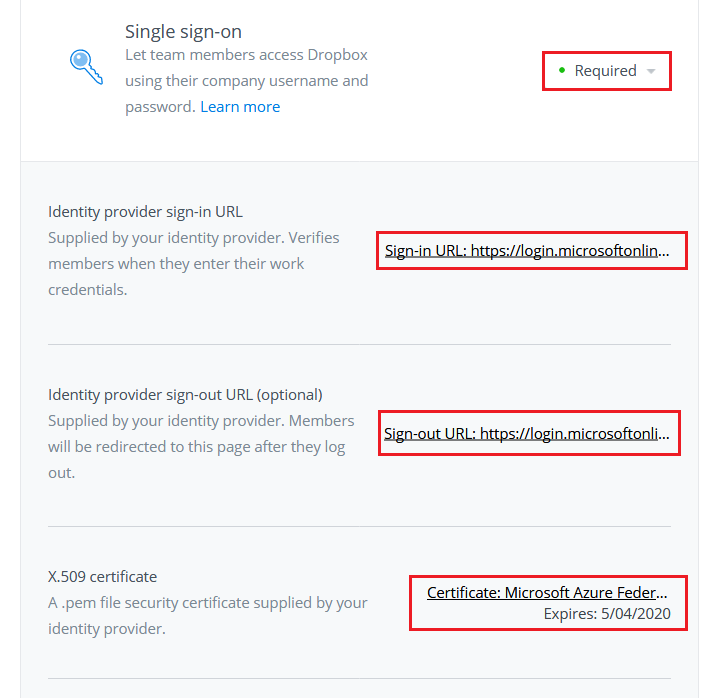 Single sign-on
Let team members access Dropbox
using their company username and
password. Learn more
Required
Identity provider sign-in URL
Supplied by your identity provider. Verifies
members when they enter their work
credentials.
Sign-in URL: https://login.microsoftonlin...
Identity provider sign-out URL (optional)
Supplied by your identity provider. Members
will be redirected to this page after they log
out.
Sign-out URL: https://login.microsoftonli...
X.509 certificate
A .pem file security certificate supplied by your
identity provider.
Certificate: Microsoft Azure Feder...
Expires: 5/04/2020